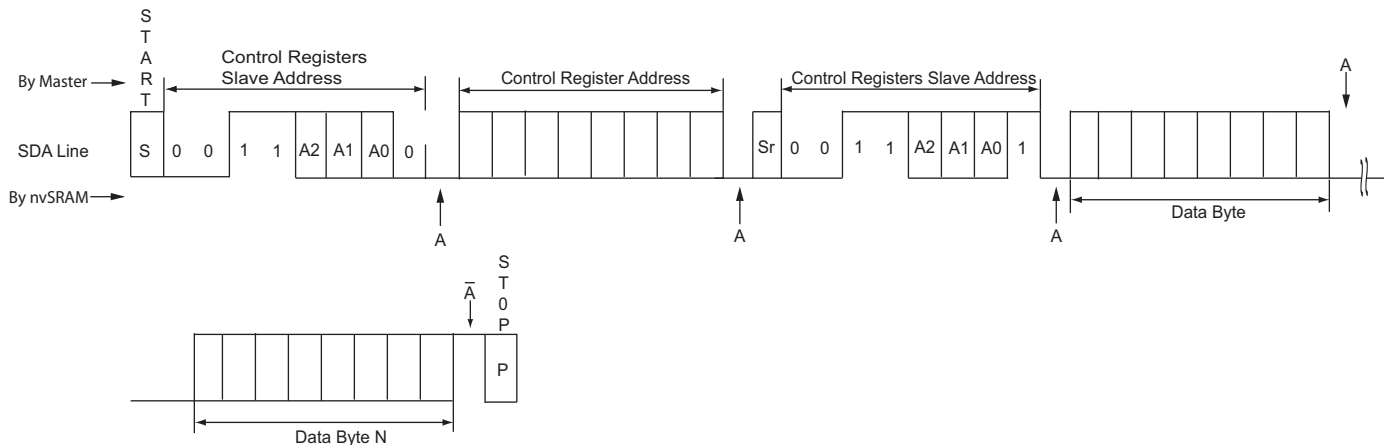 START
By Master
Control Registers
Slave Address
Control Register Address
Control Registers Slave Address
A
SDA Line
S 0 0 1 1 A2 A1 A0 0
Sr 0 0 1 1 A2 A1 A0 1
By nvSRAM
A
A
A
Data Byte
A̅
ST0P
P
Data Byte N